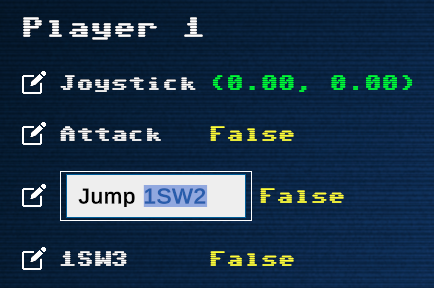 Player 1
Joystick (0.00, 0.00)
Attack False
Jump 1SW2 False
1SW3 False